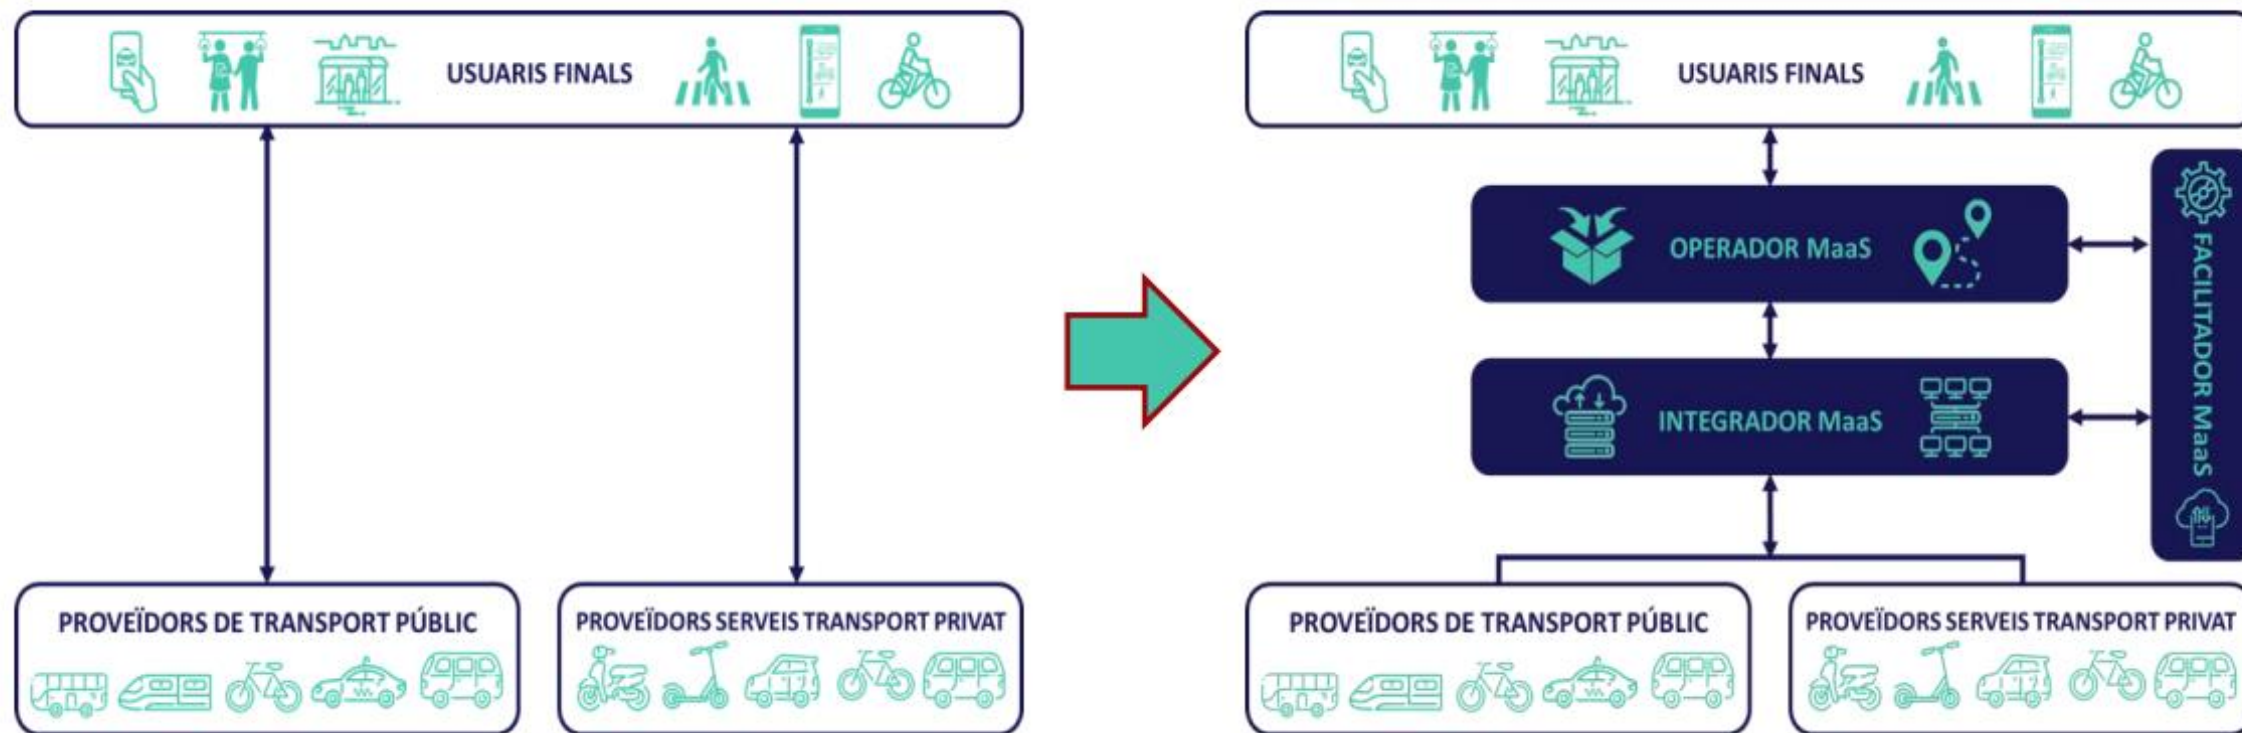 USUARIS FINALS
PROVEÏDORS DE TRANSPORT PÚBLIC
PROVEÏDORS SERVEIS TRANSPORT PRIVAT
USUARIS FINALS
OPERADOR MaaS
INTEGRADOR MaaS
FACILITADOR MaaS
PROVEÏDORS DE TRANSPORT PÚBLIC
PROVEÏDORS SERVEIS TRANSPORT PRIVAT